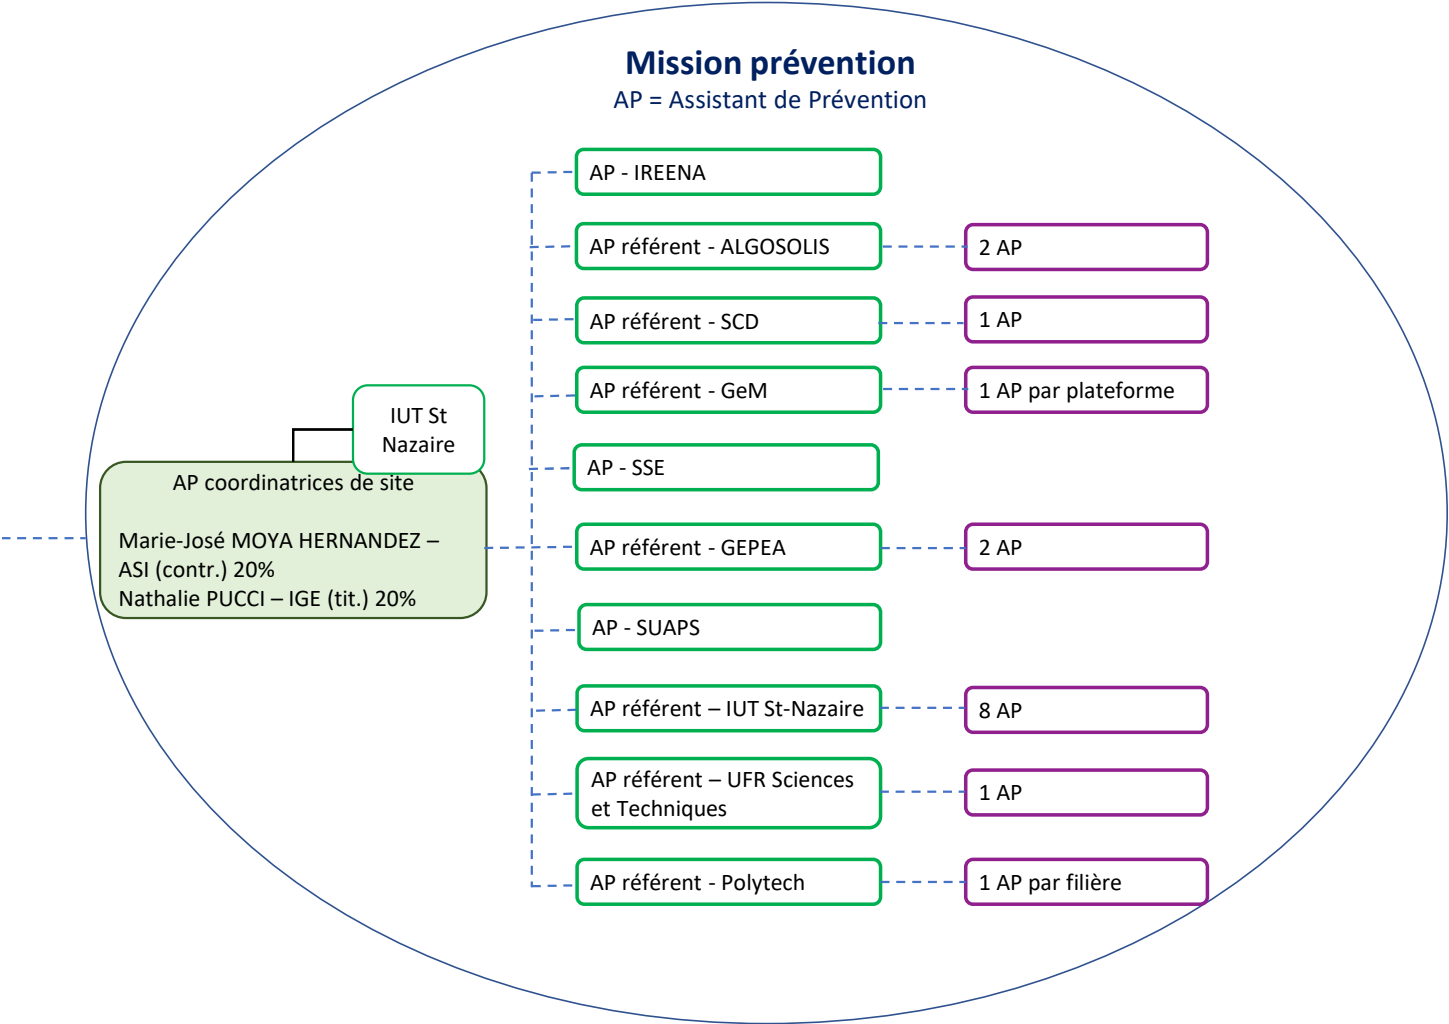 Mission prévention
AP = Assistant de Prévention
AP - IREENA
AP référent - ALGOSOLIS
2 AP
AP référent - SCD
1 AP
AP référent - GeM
1 AP par plateforme
IUT St
Nazaire
AP coordinatrices de site
Marie-José MOYA HERNANDEZ –
ASI (contr.) 20%
Nathalie PUCCI – IGE (tit.) 20%
AP - SSE
AP référent - GEPEA
2 AP
AP - SUAPS
AP référent – IUT St-Nazaire
8 AP
AP référent – UFR Sciences
et Techniques
1 AP
AP référent - Polytech
1 AP par filière